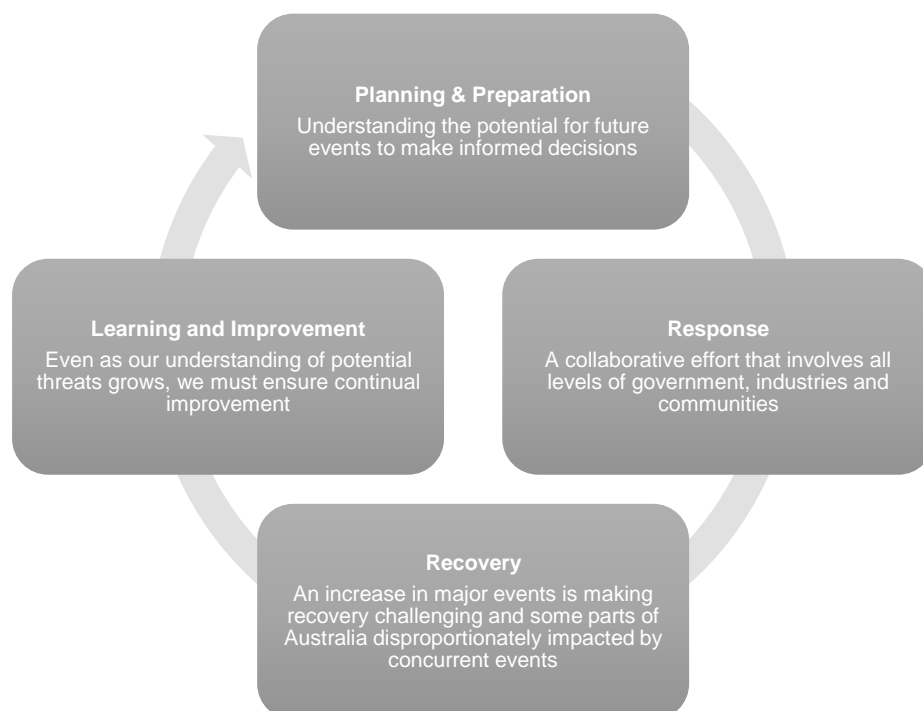 Planning & Preparation
Understanding the potential for future
events to make informed decisions
Response
A collaborative effort that involves all
levels of government, industries and
communities
Recovery
An increase in major events is making
recovery challenging and some parts of
Australia disproportionately impacted by
concurrent events
Learning and Improvement
Even as our understanding of potential
threats grows, we must ensure continual
improvement